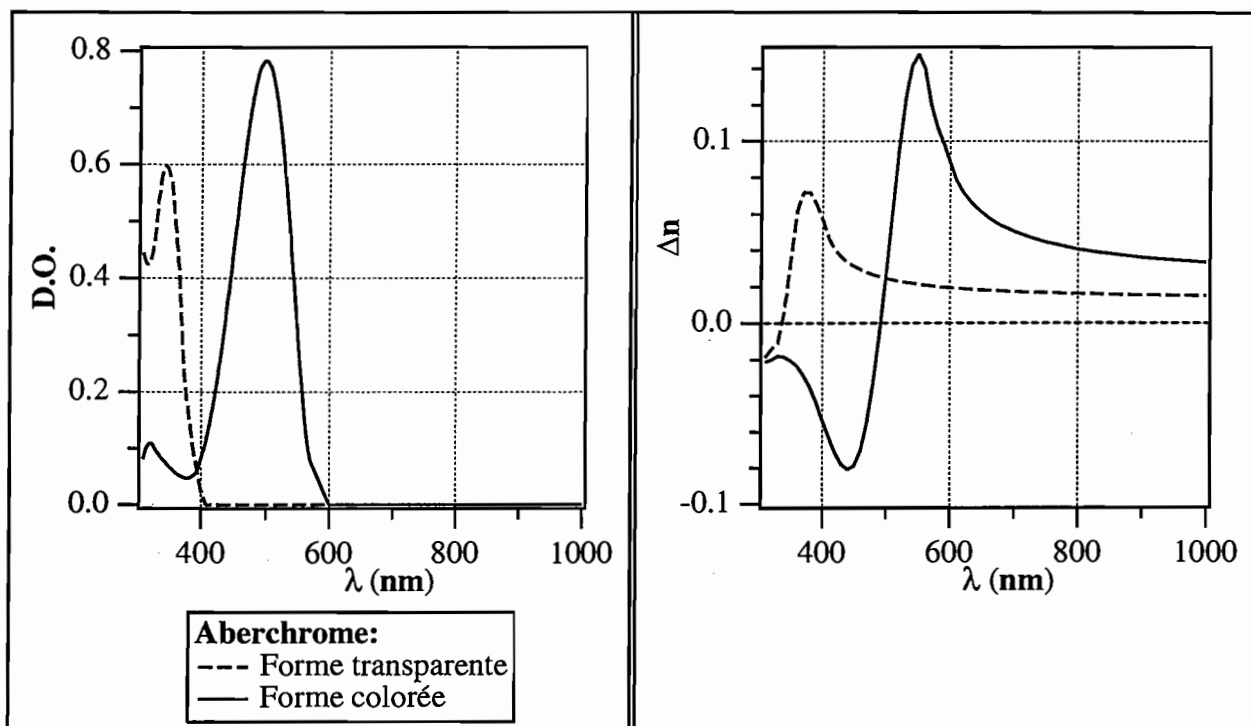 0.8
0.6
0.4
0.2
0.0
D.O.
400
600
800
1000
λ (nm)
Aberchrome:
Forme transparente
Forme colorée
0.1
0.0
-0.1
Δn
400
600
800
1000
λ (nm)